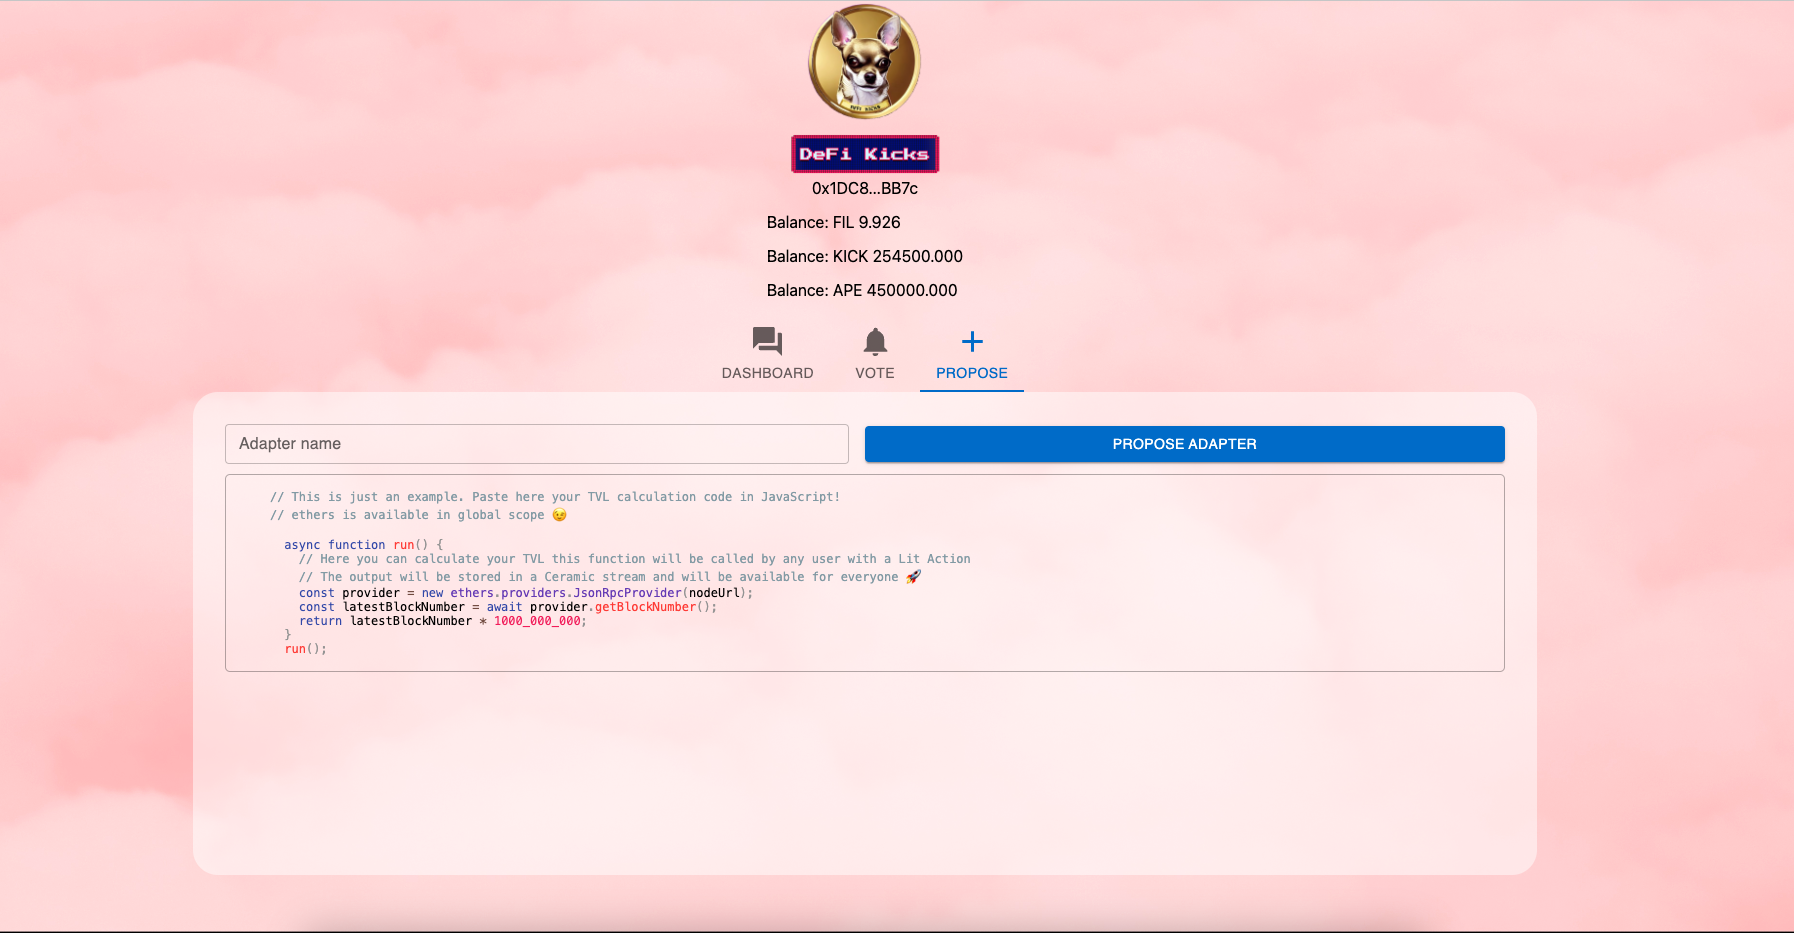 DEFI KICKS
DeFi Kicks
0x1DC8...BB7c
Balance: FIL 9.926
Balance: KICK 254500.000
Balance: APE 450000.000
DASHBOARD VOTE PROPOSE
Adapter name PROPOSE ADAPTER
// This is just an example. Paste here your TVL calculation code in JavaScript!
// ethers is available in global scope 😉
async function run() {
// Here you can calculate your TVL this function will be called by any user with a Lit Action
// The output will be stored in a Ceramic stream and will be available for everyone 🚀
const provider = new ethers.providers.JsonRpcProvider(nodeUrl);
const latestBlockNumber = await provider.getBlockNumber();
return latestBlockNumber * 1000_000_000;
}
run();